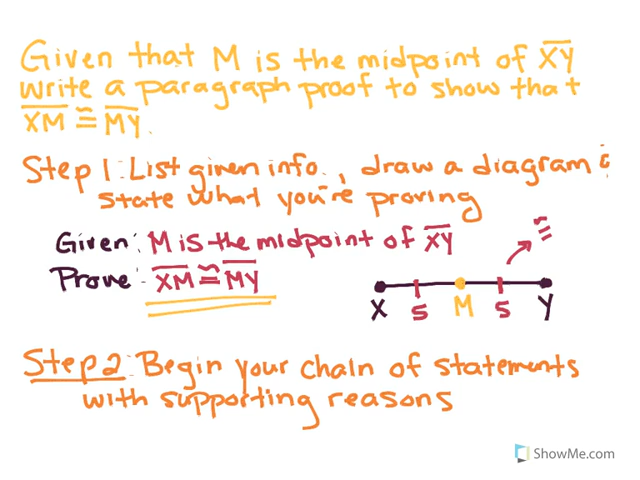 Given that M is the midpoint of XY
write a paragraph proof to show that
XM ≅ MY.
Step 1: List given info., draw a diagram &
state what you're proving
Given: M is the midpoint of XY
Prove: XM ≅ MY
≅
X 5 M 5 Y
Step 2: Begin your chain of statements
with supporting reasons
ShowMe.com